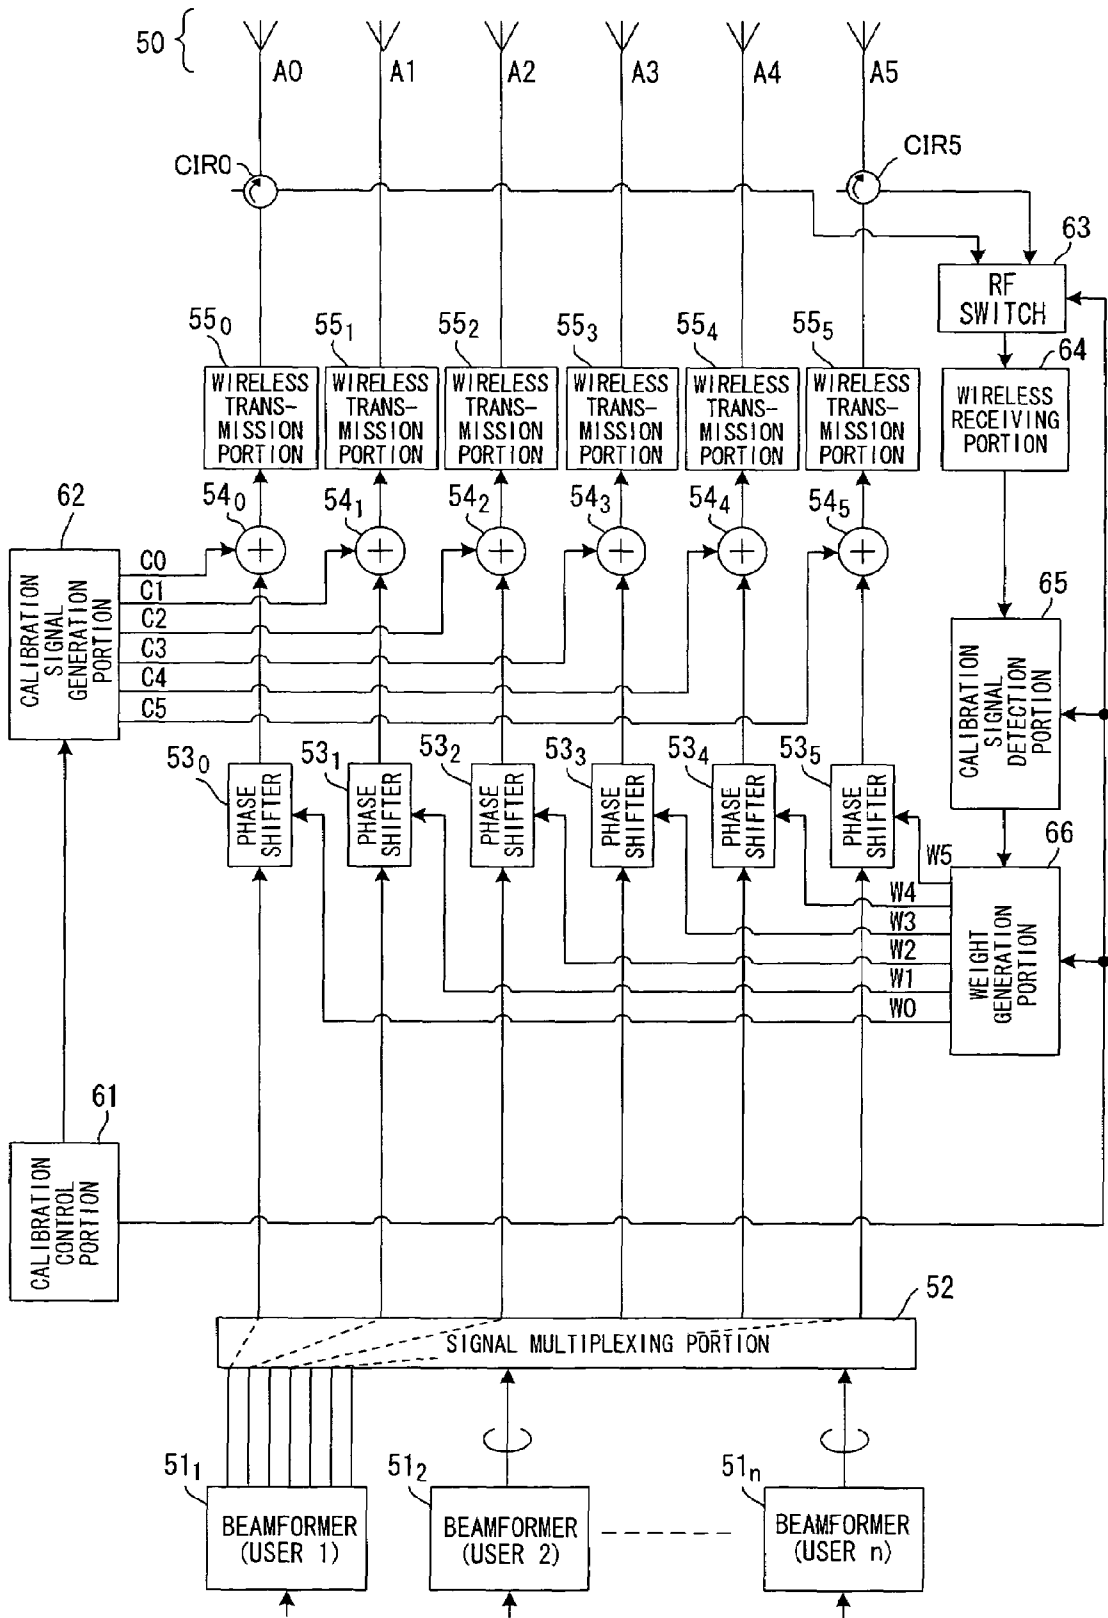 50
A0 A1 A2 A3 A4 A5
CIR0
CIR5
63
RF
SWITCH
55₀ 55₁ 55₂ 55₃ 55₄ 55₅
64
WIRELESS
TRANS-
MISSION
PORTION
WIRELESS
TRANS-
MISSION
PORTION
WIRELESS
TRANS-
MISSION
PORTION
WIRELESS
TRANS-
MISSION
PORTION
WIRELESS
TRANS-
MISSION
PORTION
WIRELESS
TRANS-
MISSION
PORTION
WIRELESS
RECEIVING
PORTION
62
54₀ 54₁ 54₂ 54₃ 54₄ 54₅
CALIBRATION
SIGNAL
GENERATION
PORTION
C0
C1
C2
C3
C4
C5
65
CALIBRATION
SIGNAL
DETECTION
PORTION
53₀ 53₁ 53₂ 53₃ 53₄ 53₅
PHASE
SHIFTER
PHASE
SHIFTER
PHASE
SHIFTER
PHASE
SHIFTER
PHASE
SHIFTER
PHASE
SHIFTER
66
W5
W4
W3
W2
W1
W0
WEIGHT
GENERATION
PORTION
61
CALIBRATION
CONTROL
PORTION
52
SIGNAL MULTIPLEXING PORTION
51₁ 51₂ 51ₙ
BEAMFORMER
(USER 1)
BEAMFORMER
(USER 2)
BEAMFORMER
(USER n)